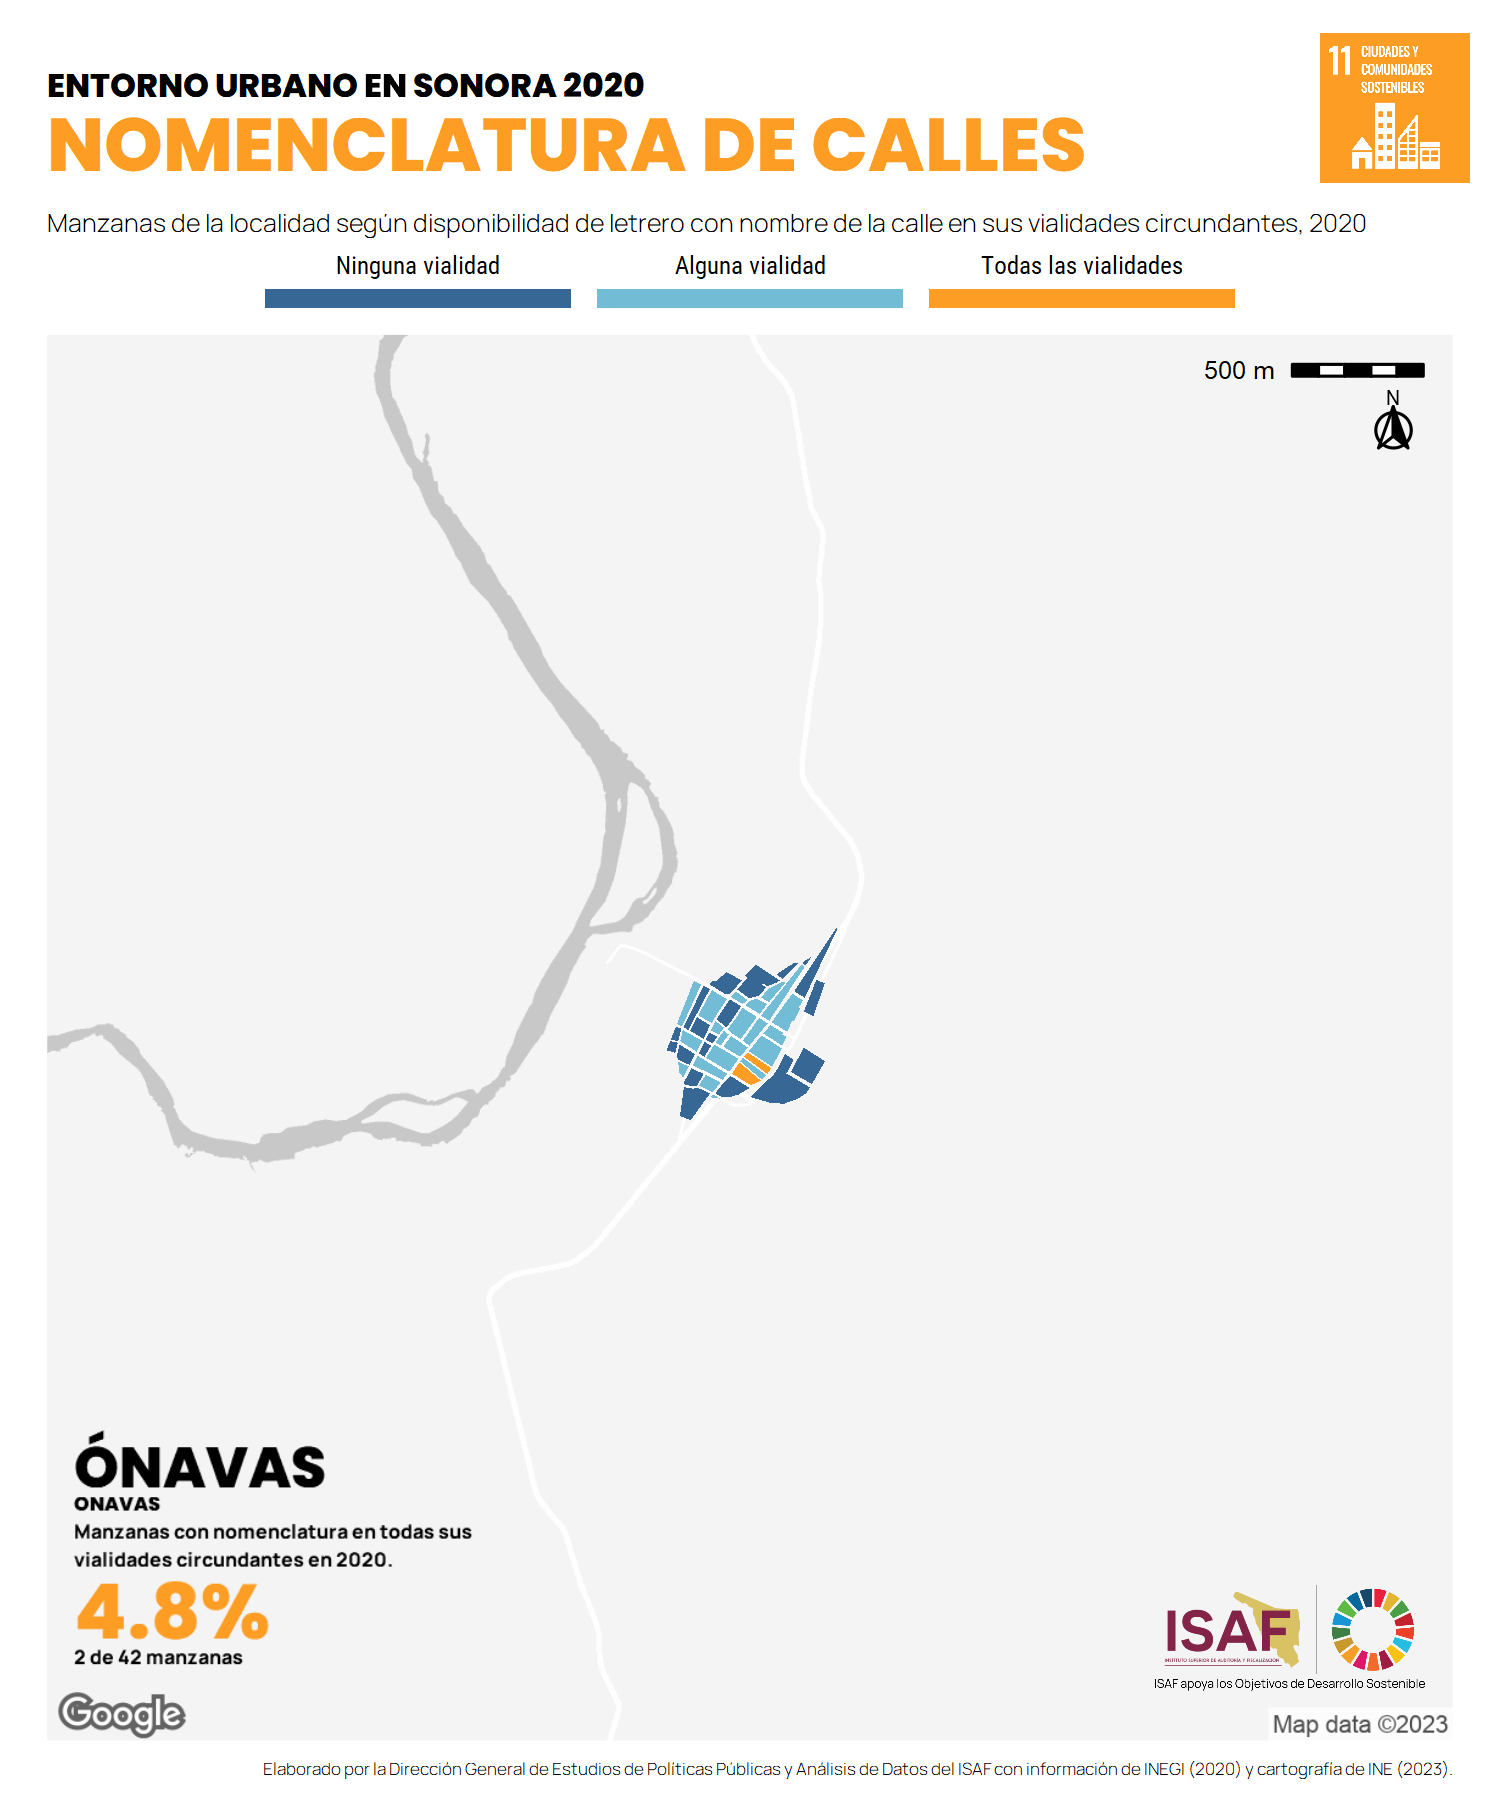 ENTORNO URBANO EN SONORA 2020
NOMENCLATURA DE CALLES
11 CIUDADES Y
COMUNIDADES
SOSTENIBLES
Manzanas de la localidad según disponibilidad de letrero con nombre de la calle en sus vialidades circundantes, 2020
Ninguna vialidad Alguna vialidad Todas las vialidades
500 m
N
ÓNAVAS
ONAVAS
Manzanas con nomenclatura en todas sus
vialidades circundantes en 2020.
4.8%
2 de 42 manzanas
ISAF
INSTITUTO SUPERIOR DE AUDITORÍA Y FISCALIZACIÓN
ISAF apoya los Objetivos de Desarrollo Sostenible
Google
Map data ©2023
Elaborado por la Dirección General de Estudios de Políticas Públicas y Análisis de Datos del ISAF con información de INEGI (2020) y cartografía de INE (2023).